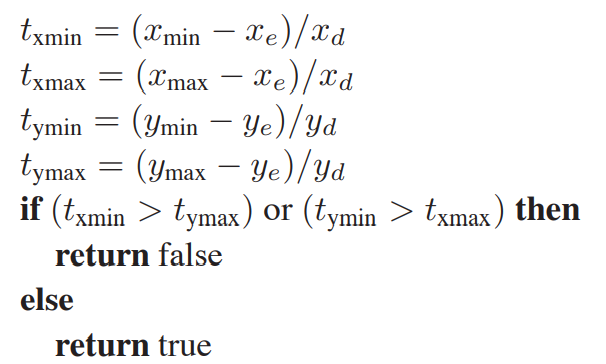 t_xmin = (x_min − x_e)/x_d
t_xmax = (x_max − x_e)/x_d
t_ymin = (y_min − y_e)/y_d
t_ymax = (y_max − y_e)/y_d
if (t_xmin > t_ymax) or (t_ymin > t_xmax) then
return false
else
return true